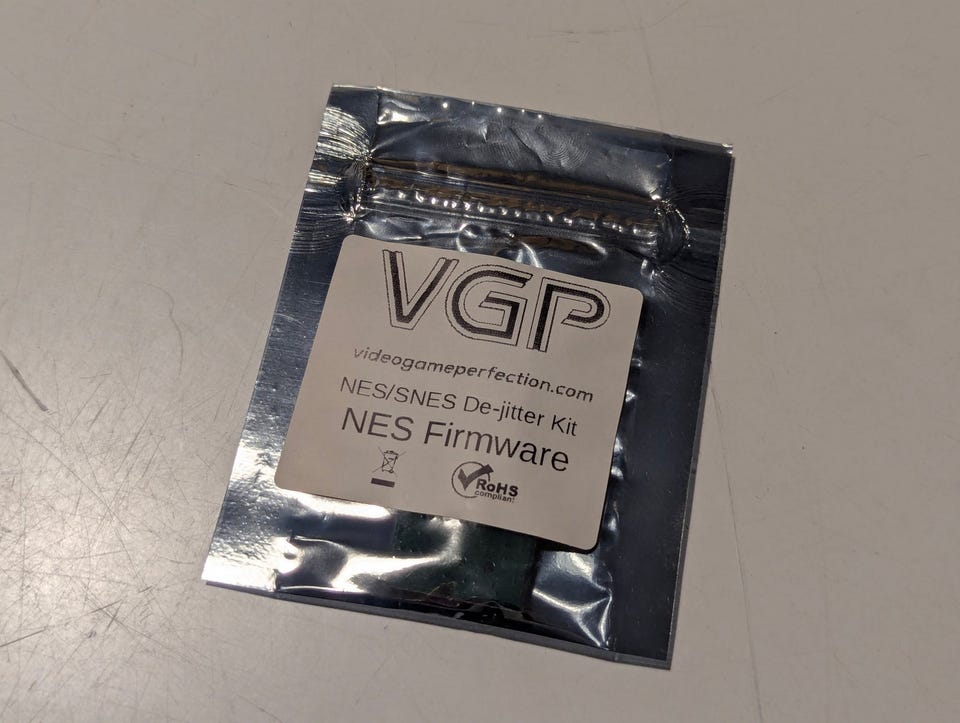 VGP
videogameperfection.com
NES/SNES De-jitter Kit
NES Firmware
RoHS
compliant